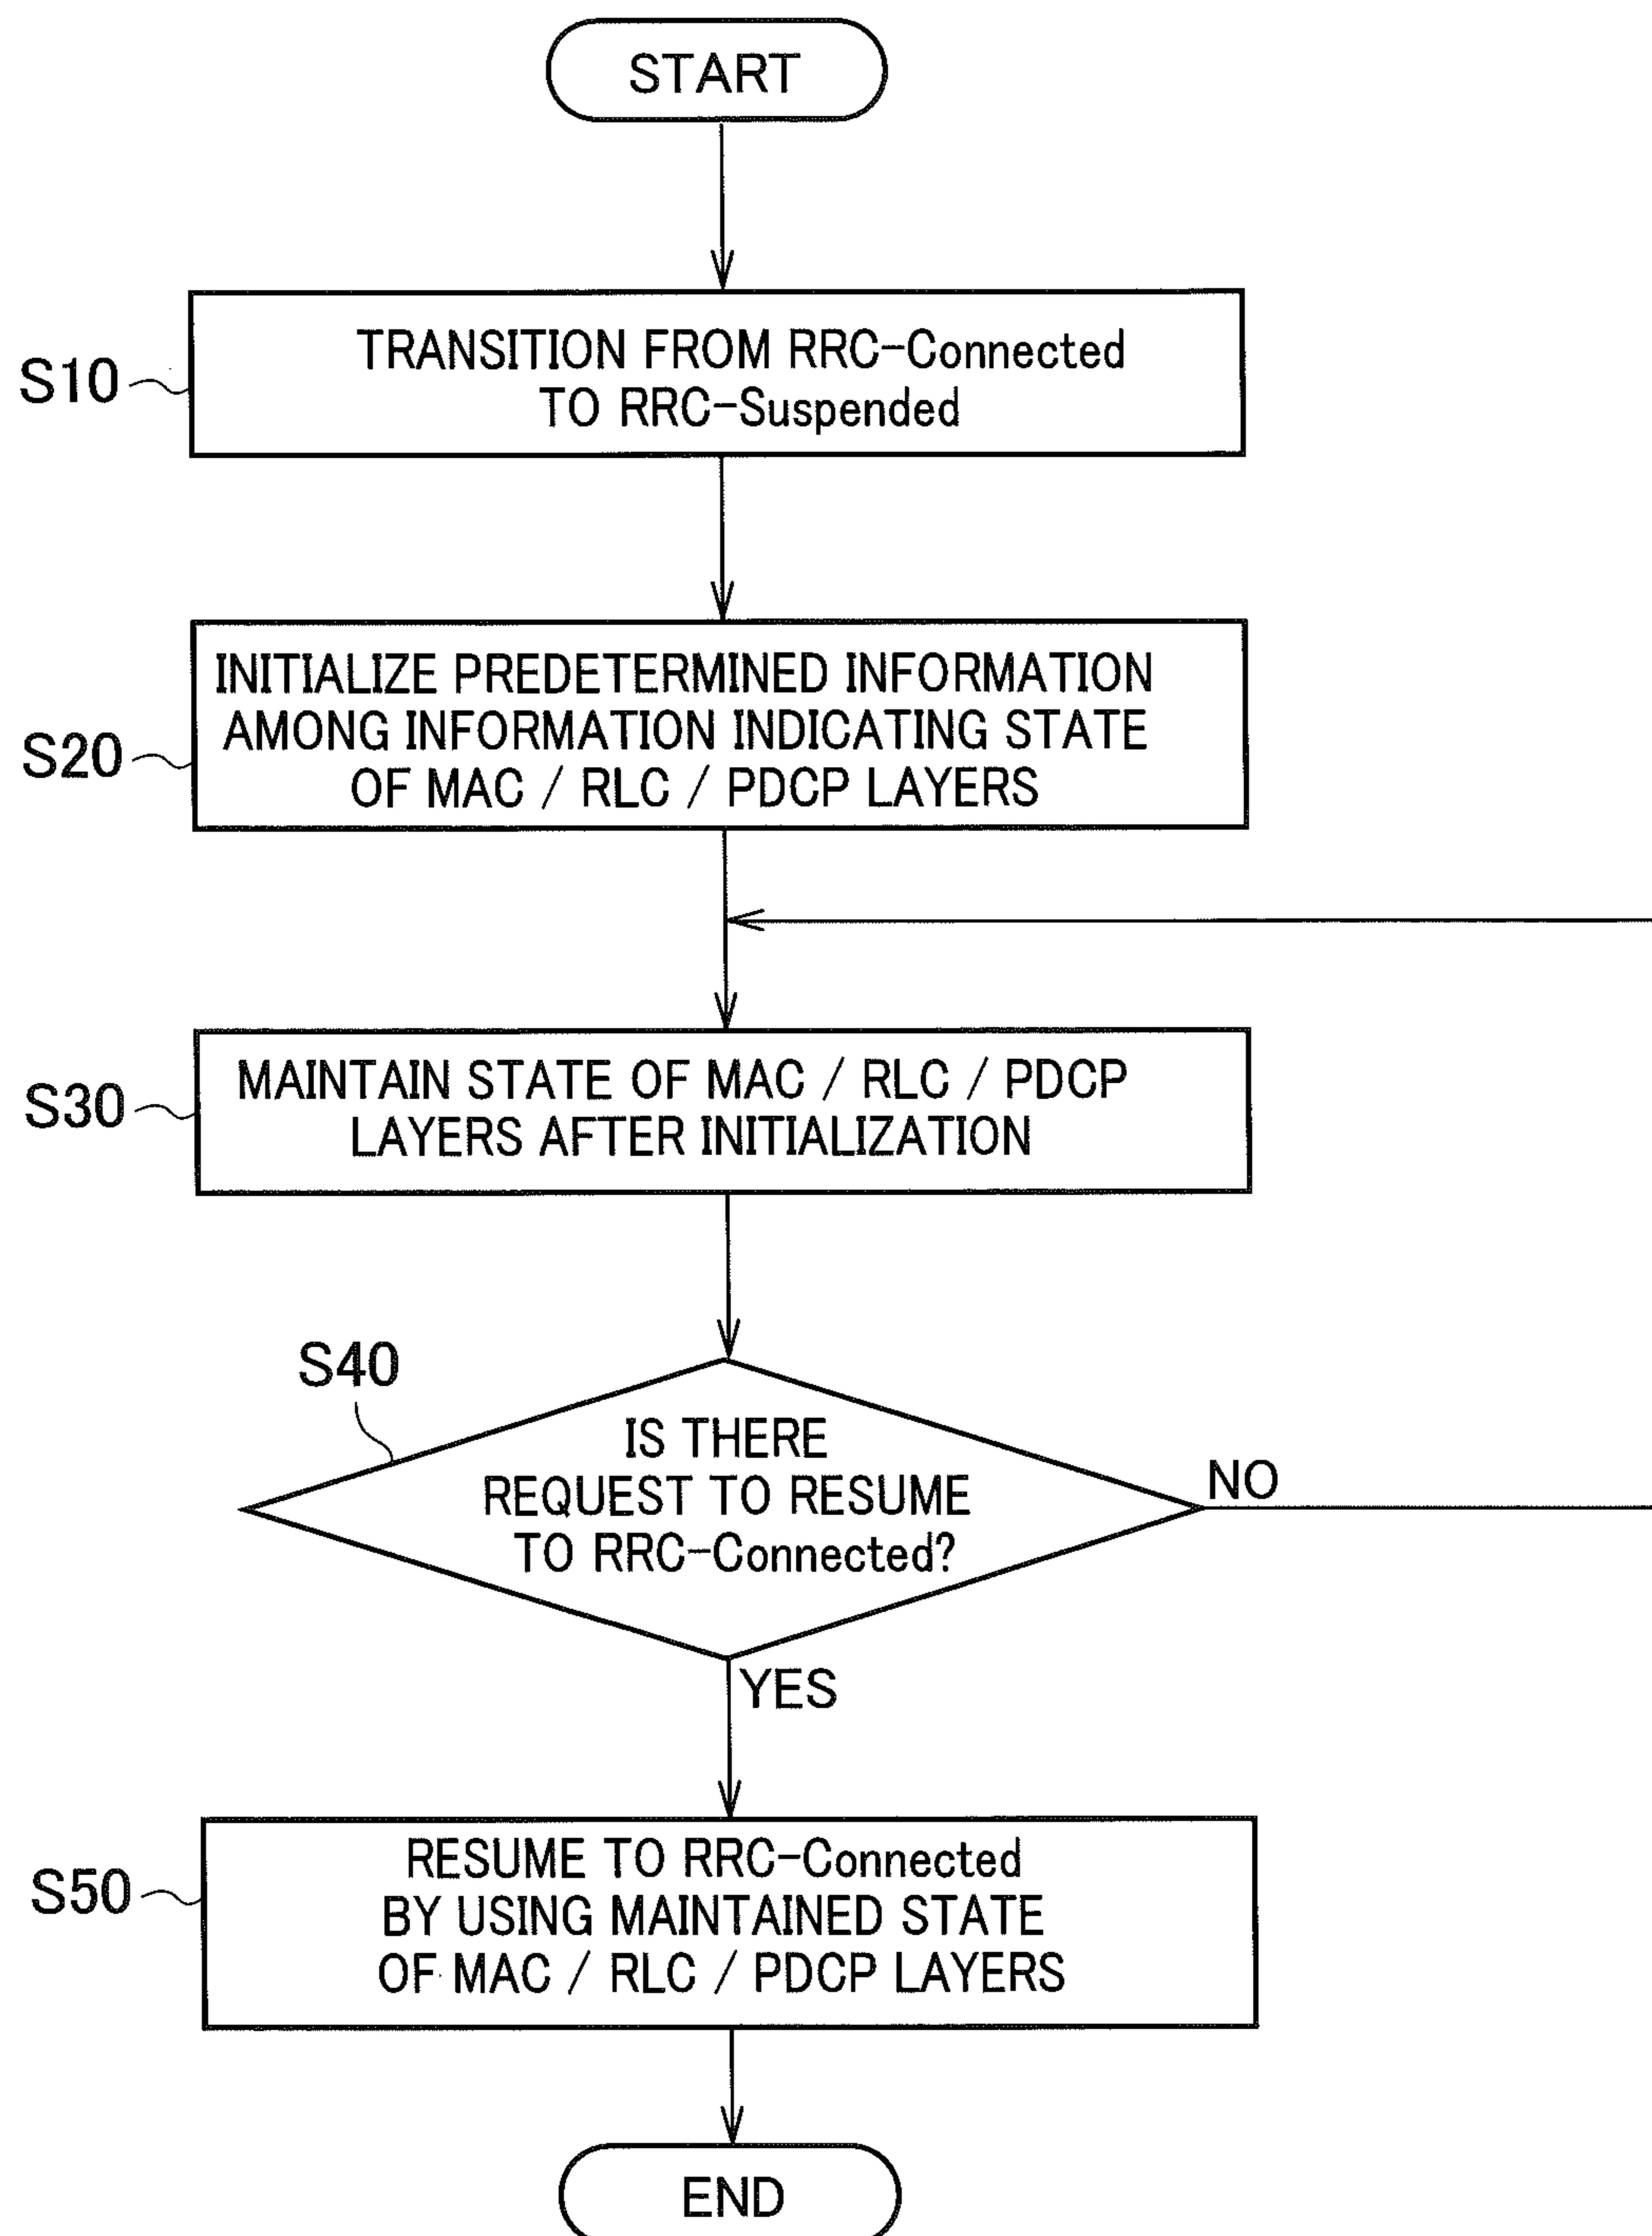 START
S10
TRANSITION FROM RRC-Connected
TO RRC-Suspended
S20
INITIALIZE PREDETERMINED INFORMATION
AMONG INFORMATION INDICATING STATE
OF MAC / RLC / PDCP LAYERS
S30
MAINTAIN STATE OF MAC / RLC / PDCP
LAYERS AFTER INITIALIZATION
S40
IS THERE
REQUEST TO RESUME
TO RRC-Connected?
NO
YES
S50
RESUME TO RRC-Connected
BY USING MAINTAINED STATE
OF MAC / RLC / PDCP LAYERS
END